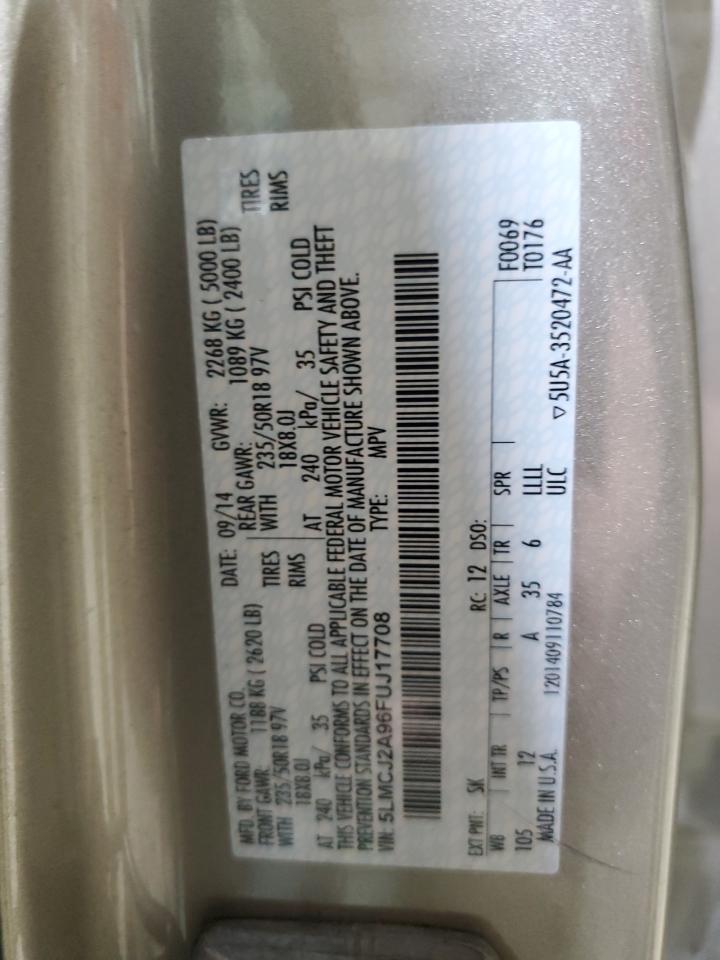 MFD. BY FORD MOTOR CO. DATE: 09/14 GVWR: 2268 KG ( 5000 LB)
FRONT GAWR: 1188 KG ( 2620 LB) REAR GAWR: 1089 KG ( 2400 LB)
WITH 235/50R18 97V TIRES WITH 235/50R18 97V TIRES
18X8.0J RIMS 18X8.0J RIMS
AT 240 kPa/ 35 PSI COLD AT 240 kPa/ 35 PSI COLD
THIS VEHICLE CONFORMS TO ALL APPLICABLE FEDERAL MOTOR VEHICLE SAFETY AND THEFT
PREVENTION STANDARDS IN EFFECT ON THE DATE OF MANUFACTURE SHOWN ABOVE.
VIN: 5LMCJ2A96FUJ17708 TYPE: MPV
EXT PNT: SK RC: 12 DSO: F0069
WB INT TR TP/PS R AXLE TR SPR T0176
105 12 A 35 6 LLLL
ULC
MADE IN U.S.A. 1201409110784 ▽5U5A-3520472-AA